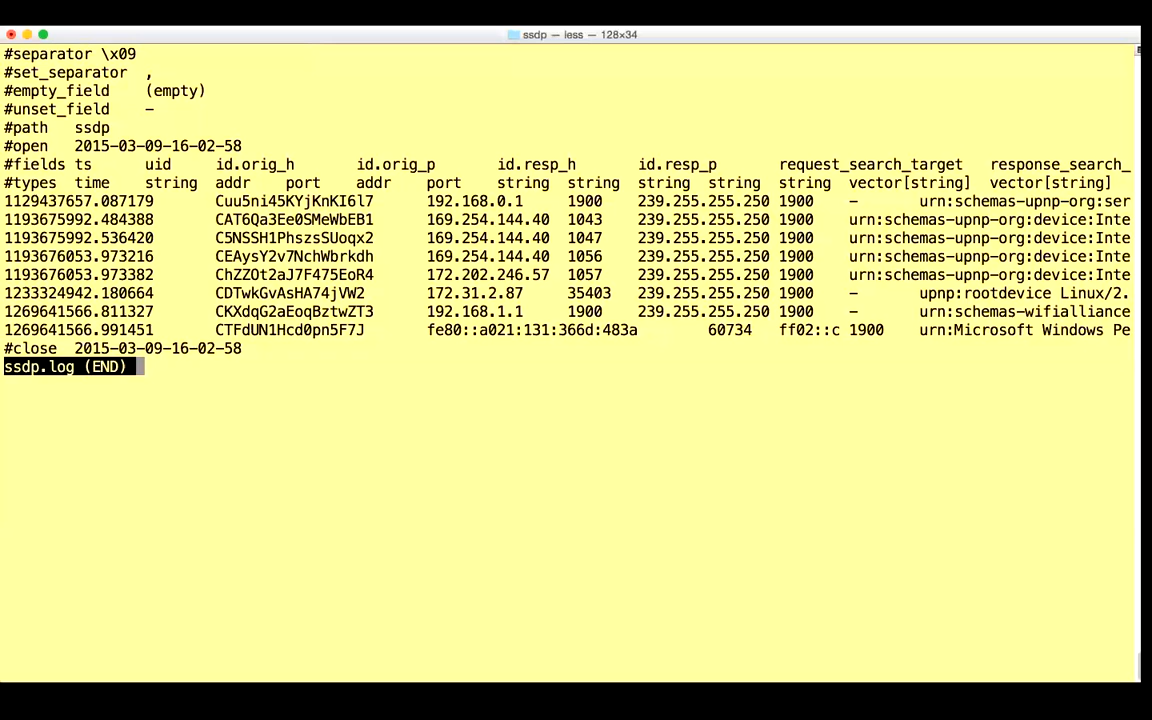 ssdp — less — 128×34
#separator \x09
#set_separator  ,
#empty_field    (empty)
#unset_field    -
#path   ssdp
#open   2015-03-09-16-02-58
#fields ts      uid     id.orig_h       id.orig_p       id.resp_h       id.resp_p       request_search_target   response_search_
#types  time    string  addr    port    addr    port    string  string  string  string  string  vector[string]  vector[string]
1129437657.087179       Cuu5ni45KYjKnKI6l7      192.168.0.1     1900    239.255.255.250 1900    -       urn:schemas-upnp-org:ser
1193675992.484388       CAT6Qa3Ee0SMeWbEB1      169.254.144.40  1043    239.255.255.250 1900    urn:schemas-upnp-org:device:Inte
1193675992.536420       C5NSSH1PhszsSUoqx2      169.254.144.40  1047    239.255.255.250 1900    urn:schemas-upnp-org:device:Inte
1193676053.973216       CEAysY2v7NchWbrkdh      169.254.144.40  1056    239.255.255.250 1900    urn:schemas-upnp-org:device:Inte
1193676053.973382       ChZZOt2aJ7F475EoR4      172.202.246.57  1057    239.255.255.250 1900    urn:schemas-upnp-org:device:Inte
1233324942.180664       CDTwkGvAsHA74jVW2       172.31.2.87     35403   239.255.255.250 1900    -       upnp:rootdevice Linux/2.
1269641566.811327       CKXdqG2aEoqBztwZT3      192.168.1.1     1900    239.255.255.250 1900    -       urn:schemas-wifialliance
1269641566.991451       CTFdUN1Hcd0pn5F7J       fe80::a021:131:366d:483a        60734   ff02::c 1900    urn:Microsoft Windows Pe
#close  2015-03-09-16-02-58
ssdp.log (END)